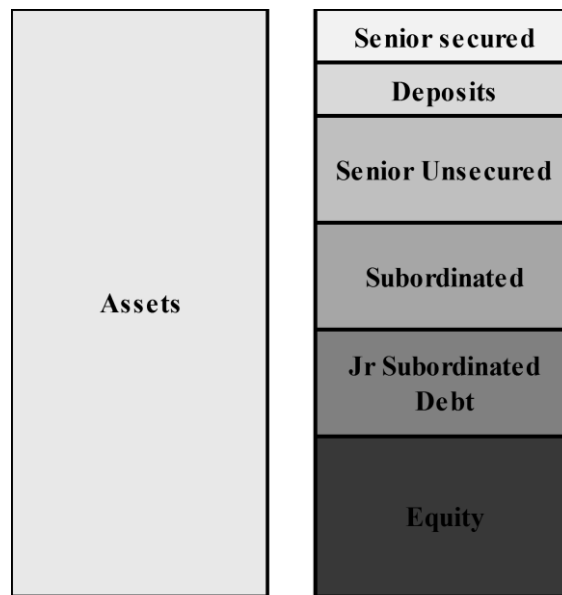 Assets
Senior secured
Deposits
Senior Unsecured
Subordinated
Jr Subordinated
Debt
Equity